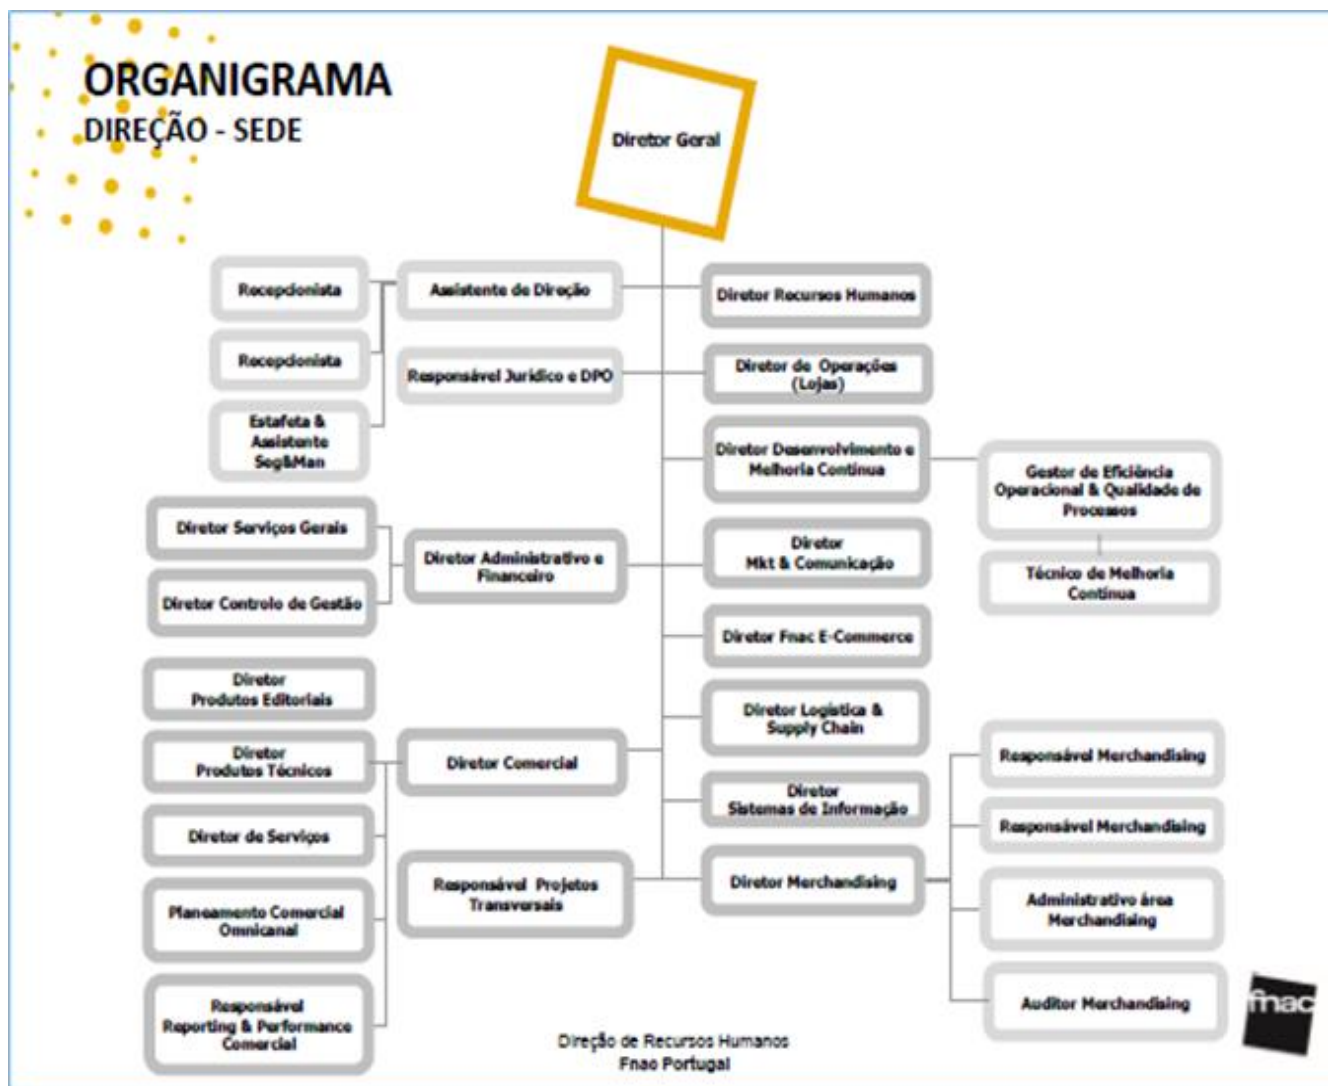 ORGANIGRAMA
DIREÇÃO - SEDE
Diretor Geral
Recepcionista
Assistente de Direção
Diretor Recursos Humanos
Recepcionista
Responsável Jurídico e DPO
Diretor de Operações
(Lojas)
Estafeta &
Assistente
Seg&Man
Diretor Desenvolvimento e
Melhoria Contínua
Gestor de Eficiência
Operacional & Qualidade de
Processos
Diretor Serviços Gerais
Diretor Administrativo e
Financeiro
Diretor
Mkt & Comunicação
Técnico de Melhoria
Contínua
Diretor Controlo de Gestão
Diretor Fnac E-Commerce
Diretor
Produtos Editoriais
Diretor Logística &
Supply Chain
Diretor
Produtos Técnicos
Diretor Comercial
Responsável Merchandising
Diretor
Sistemas de Informação
Diretor de Serviços
Responsável Merchandising
Responsável Projetos
Transversais
Diretor Merchandising
Planeamento Comercial
Omnicanal
Administrativo área
Merchandising
Responsável
Reporting & Performance
Comercial
Auditor Merchandising
fnac
Direção de Recursos Humanos
Fnac Portugal